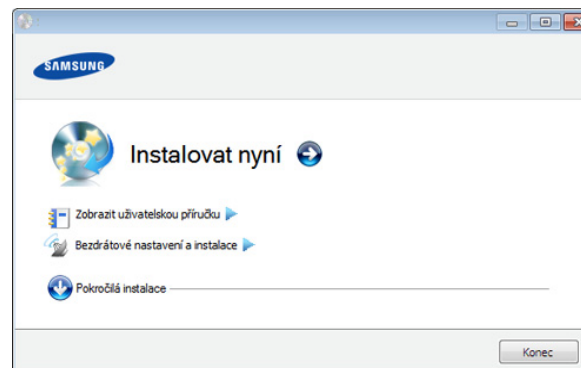 SAMSUNG
Instalovat nyní
Zobrazit uživatelskou příručku
Bezdrátové nastavení a instalace
Pokročilá instalace
Konec